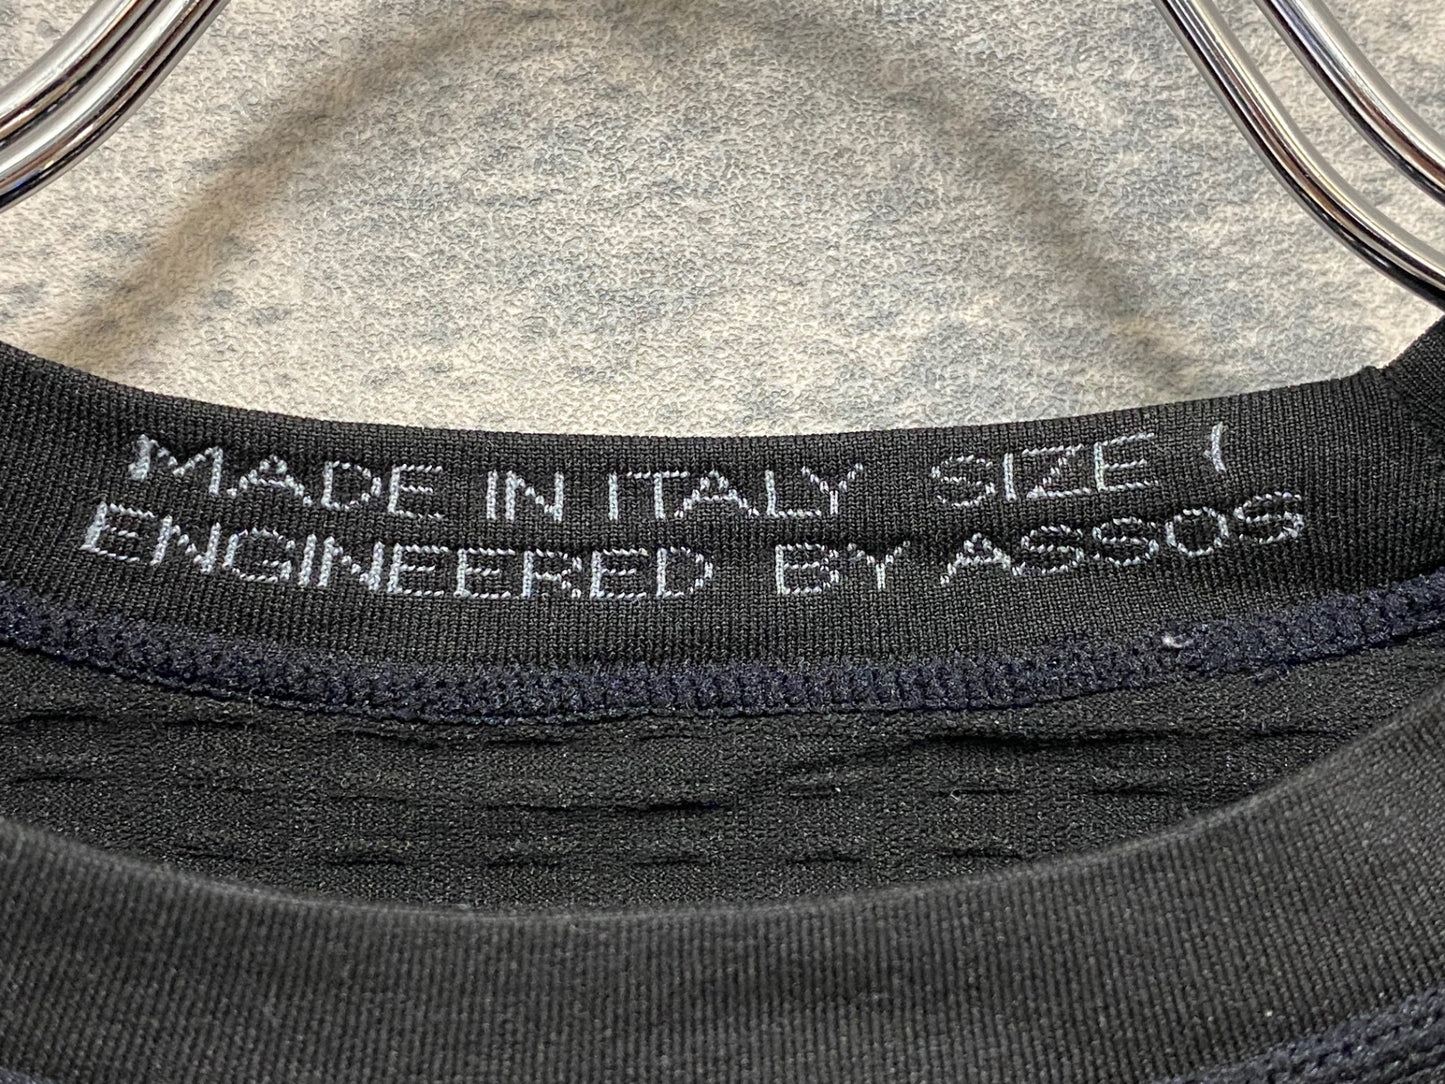 MADE IN ITALY SIZE I
ENGINEERED BY ASSOS